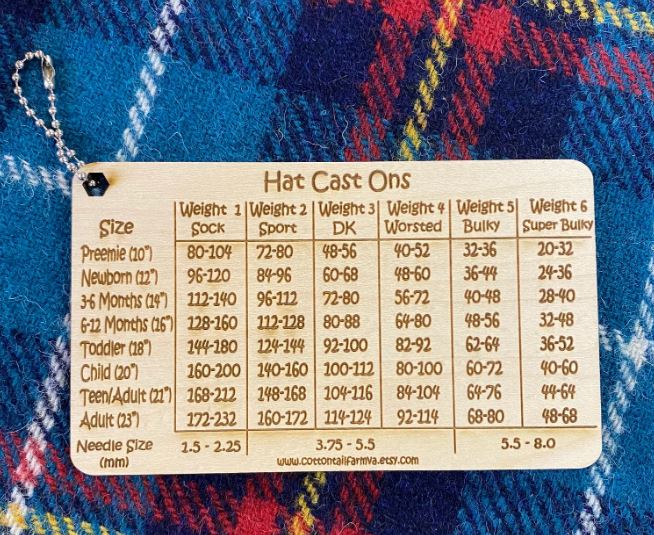 Hat Cast Ons
Size Weight 1 Sock Weight 2 Sport Weight 3 DK Weight 4 Worsted Weight 5 Bulky Weight 6 Super Bulky
Preemie (10") 80-104 72-80 48-56 40-52 32-36 20-32
Newborn (12") 96-120 84-96 60-68 48-60 36-44 24-36
3-6 Months (14") 112-140 96-112 72-80 56-72 40-48 28-40
6-12 Months (16") 128-160 112-128 80-88 64-80 48-56 32-48
Toddler (18") 144-180 124-144 92-100 82-92 62-64 36-52
Child (20") 160-200 140-160 100-112 80-100 60-72 40-60
Teen/Adult (21") 168-212 148-168 104-116 84-104 64-76 44-64
Adult (23") 172-232 160-172 114-124 92-114 68-80 48-68
Needle Size (mm) 1.5 - 2.25 3.75 - 5.5 5.5 - 8.0
www.cottontailfarmva.etsy.com